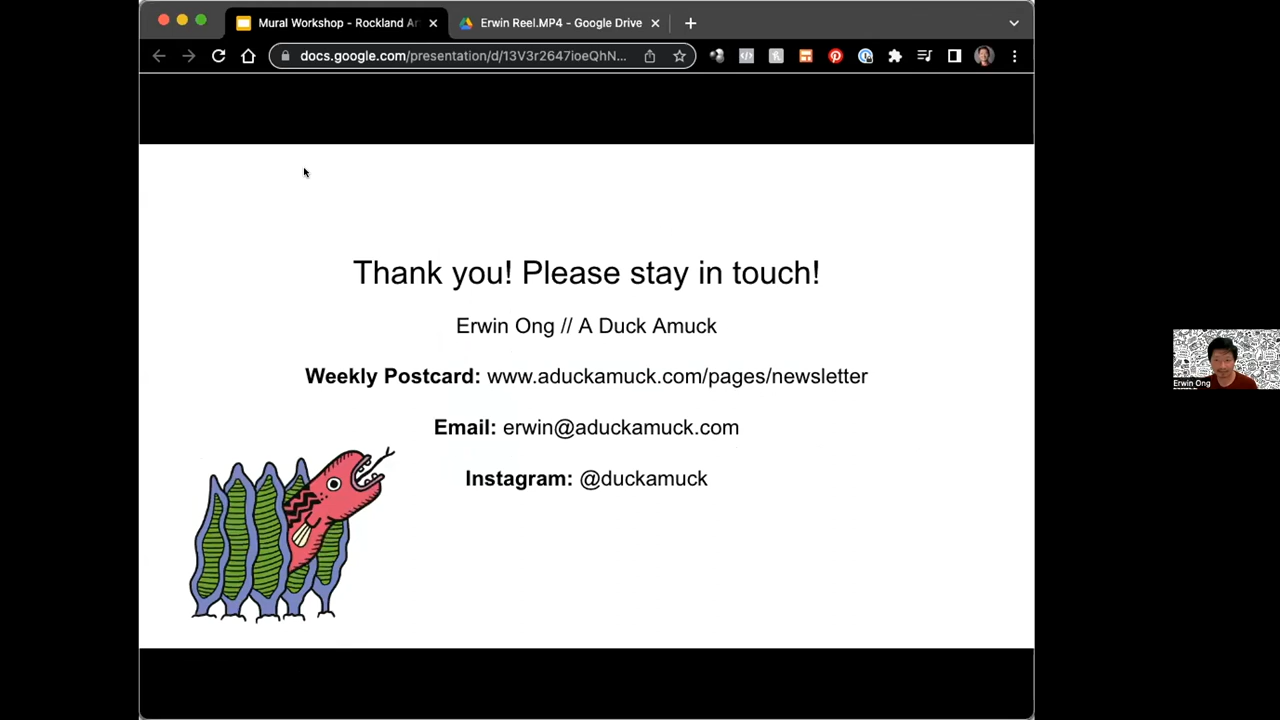 Mural Workshop - Rockland Ar
Erwin Reel.MP4 - Google Drive
docs.google.com/presentation/d/13V3r2647ioeQhN...
Thank you! Please stay in touch!
Erwin Ong // A Duck Amuck
Weekly Postcard: www.aduckamuck.com/pages/newsletter
Email: erwin@aduckamuck.com
Instagram: @duckamuck
Erwin Ong